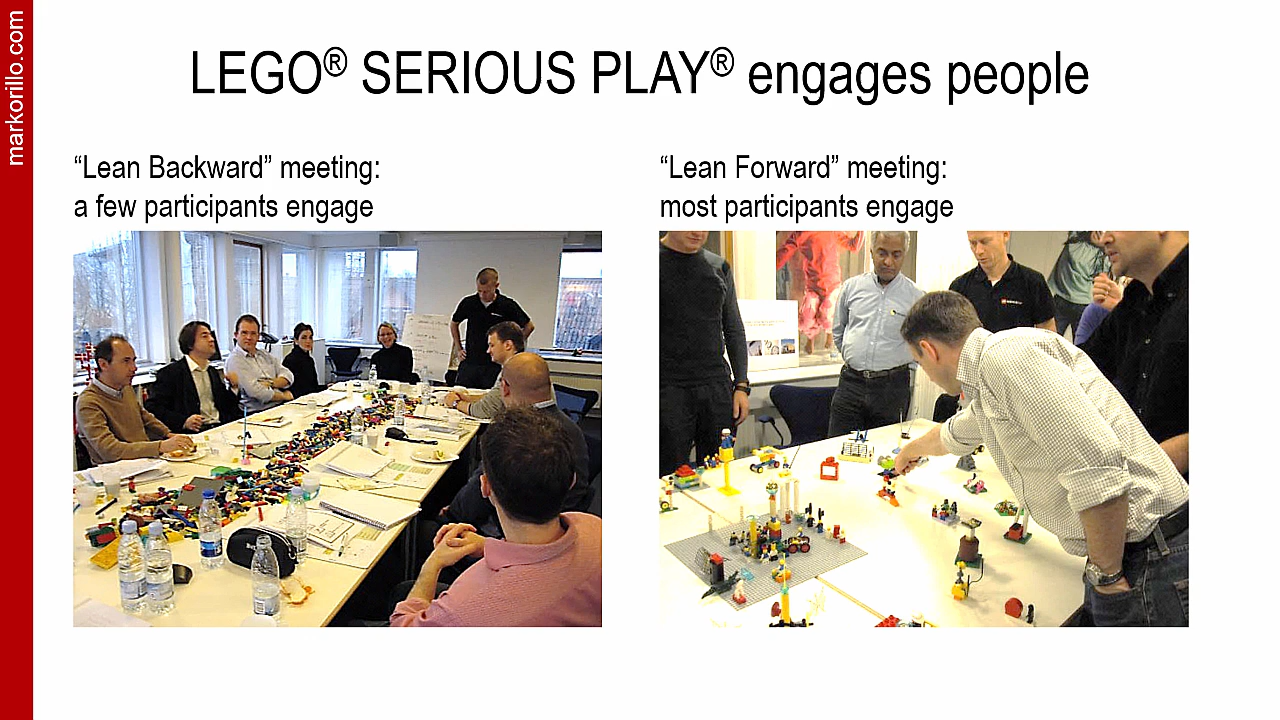 markorillo.com
LEGO® SERIOUS PLAY® engages people
“Lean Backward” meeting:
a few participants engage
“Lean Forward” meeting:
most participants engage